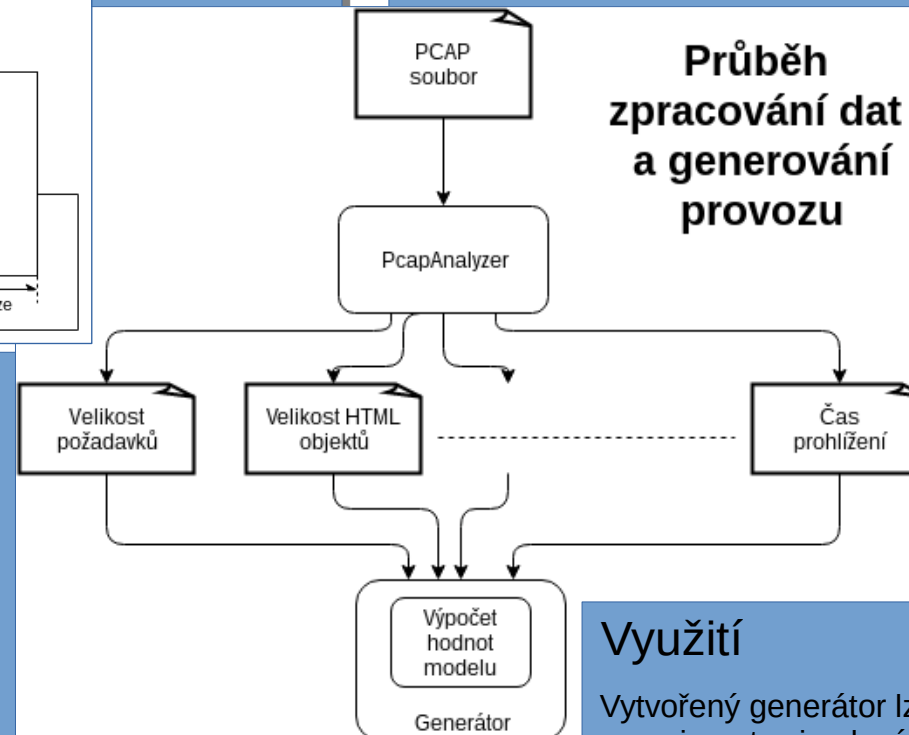 PCAP
soubor
Průběh
zpracování dat
a generování
provozu
PcapAnalyzer
Velikost
požadavků
Velikost HTML
objektů
Čas
prohlížení
Výpočet
hodnot
modelu
Generátor
Využití
Vytvořený generátor